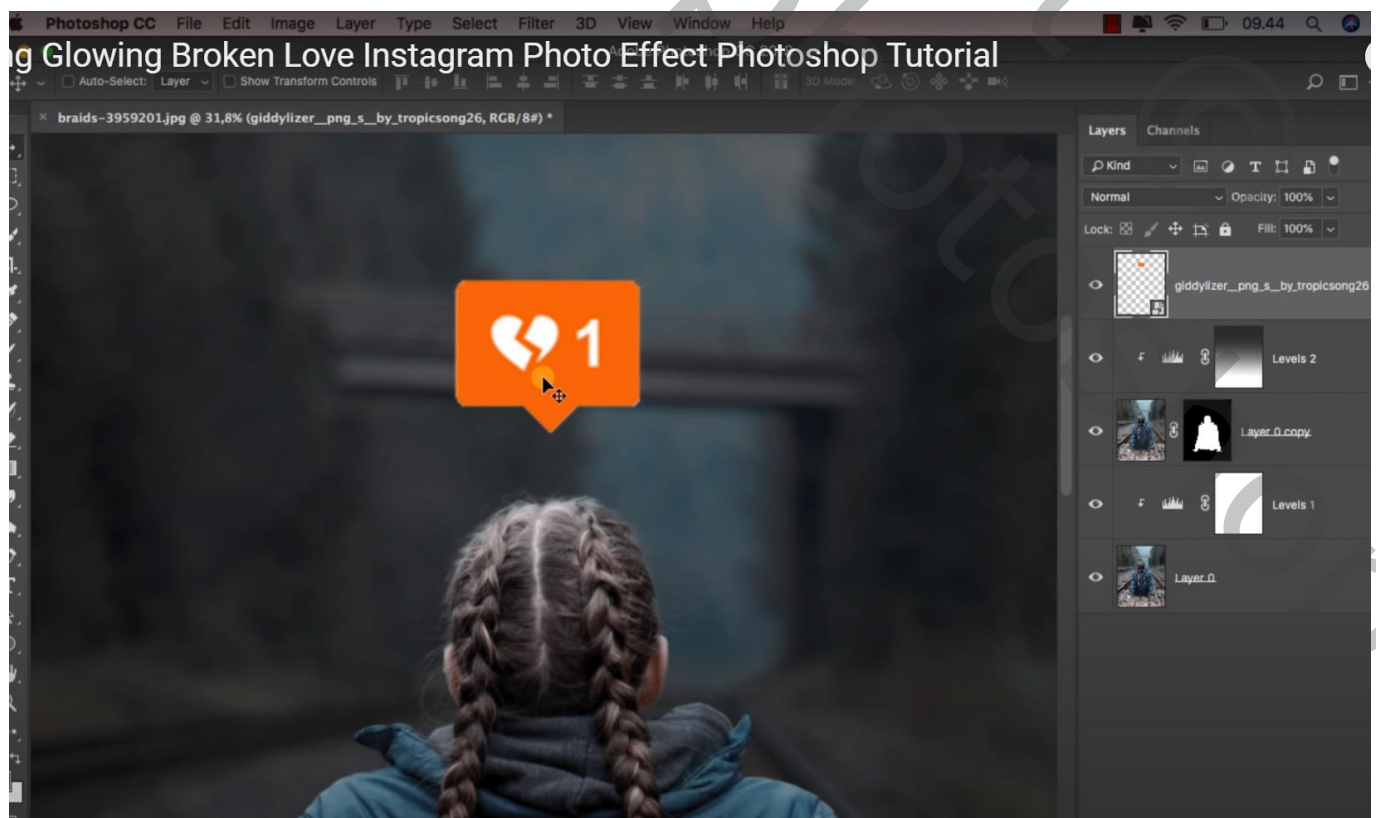 Photoshop CC File Edit Image Layer Type Select Filter 3D View Window Help 09.44
Glowing Broken Love Instagram Photo Effect Photoshop Tutorial
Auto-Select: Layer Show Transform Controls 3D Mode:
× braids-3959201.jpg @ 31,8% (giddylizer__png_s__by_tropicsong26, RGB/8#) *
Layers Channels
Kind
Normal Opacity: 100%
Lock: Fill: 100%
giddylizer__png_s__by_tropicsong26
1
Levels 2
Layer 0 copy
Levels 1
Layer 0